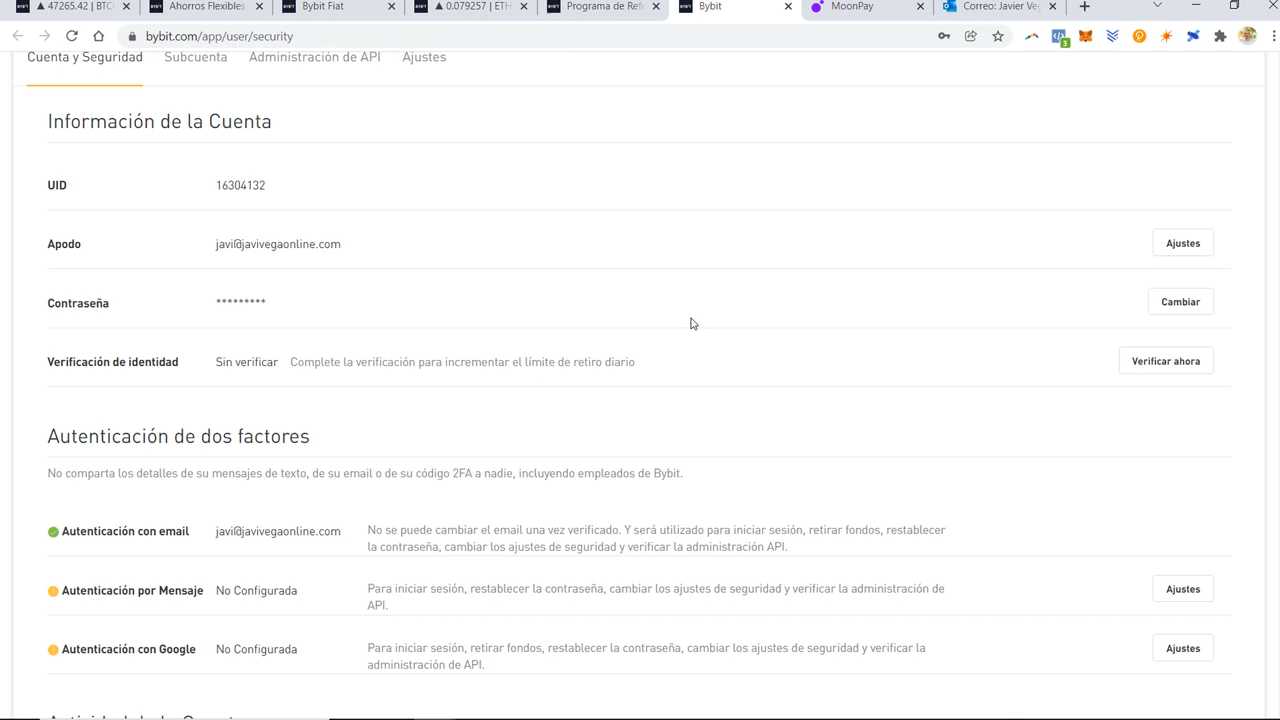 47265.42 | BTC
Ahorros Flexibles
Bybit Fiat
0.079257 | ETH
Programa de Refe
Bybit
MoonPay
Correo: Javier Veg
bybit.com/app/user/security
3
Cuenta y Seguridad
Subcuenta
Administración de API
Ajustes
Información de la Cuenta
UID 16304132
Apodo javi@javivegaonline.com Ajustes
Contraseña ********* Cambiar
Verificación de identidad Sin verificar Complete la verificación para incrementar el límite de retiro diario Verificar ahora
Autenticación de dos factores
No comparta los detalles de su mensajes de texto, de su email o de su código 2FA a nadie, incluyendo empleados de Bybit.
Autenticación con email javi@javivegaonline.com No se puede cambiar el email una vez verificado. Y será utilizado para iniciar sesión, retirar fondos, restablecer
la contraseña, cambiar los ajustes de seguridad y verificar la administración API.
Autenticación por Mensaje No Configurada Para iniciar sesión, restablecer la contraseña, cambiar los ajustes de seguridad y verificar la administración de Ajustes
API.
Autenticación con Google No Configurada Para iniciar sesión, retirar fondos, restablecer la contraseña, cambiar los ajustes de seguridad y verificar la Ajustes
administración de API.